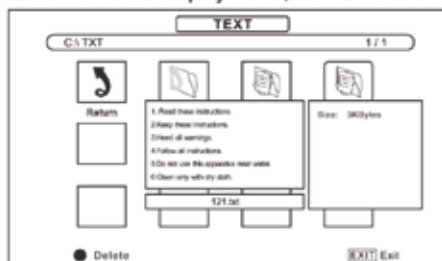 TEXT
C:\ TXT 1 / 1
Return
1.Read these instructions.
2.Keep these instructions.
3.Heed all warnings.
4.Follow all instructions.
5.Do not use this apparatus near water.
6.Clean only with dry cloth.
Size: 3KBytes
121.txt
Delete
EXIT Exit